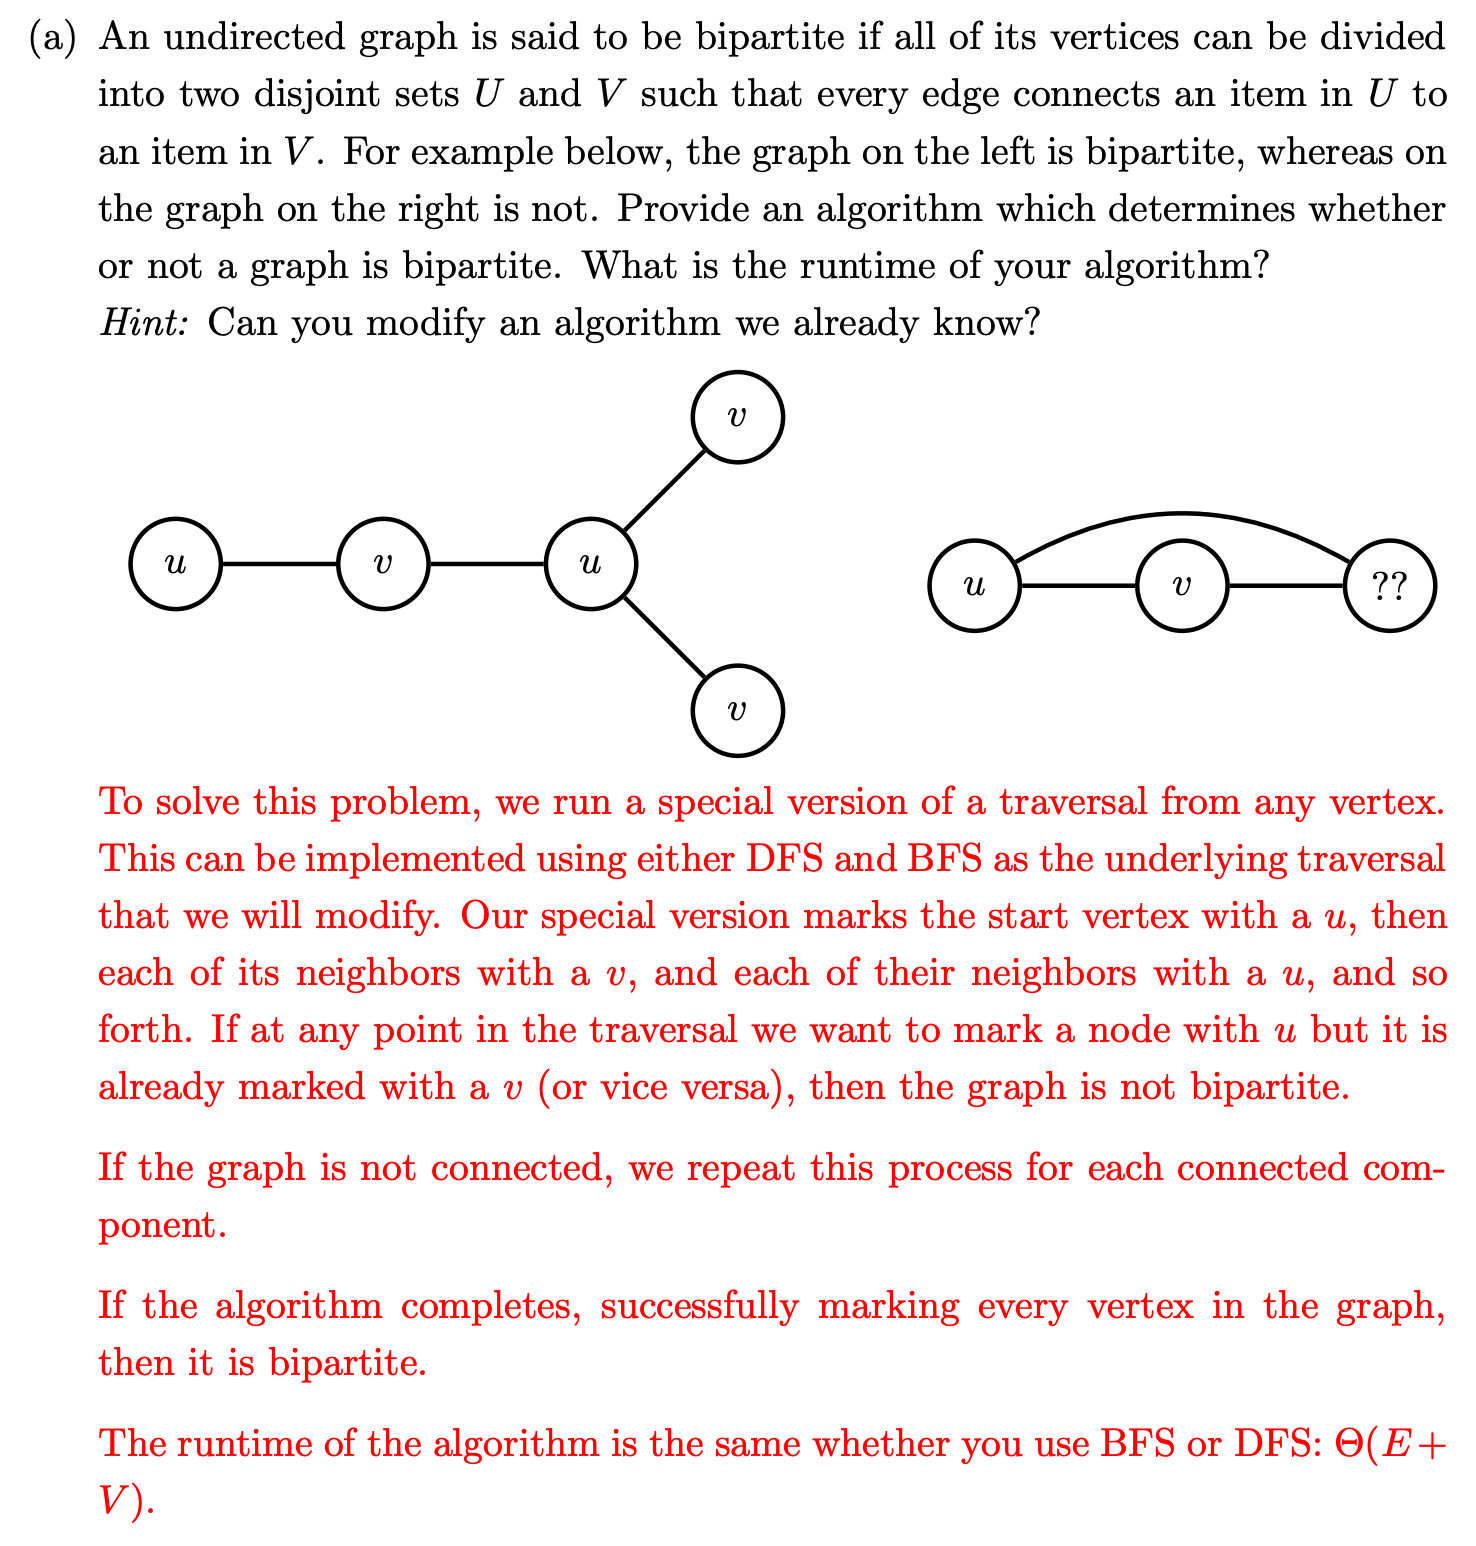 (a) An undirected graph is said to be bipartite if all of its vertices can be divided
into two disjoint sets U and V such that every edge connects an item in U to
an item in V. For example below, the graph on the left is bipartite, whereas on
the graph on the right is not. Provide an algorithm which determines whether
or not a graph is bipartite. What is the runtime of your algorithm?
Hint: Can you modify an algorithm we already know?
v
u v u
u v ??
v
To solve this problem, we run a special version of a traversal from any vertex.
This can be implemented using either DFS and BFS as the underlying traversal
that we will modify. Our special version marks the start vertex with a u, then
each of its neighbors with a v, and each of their neighbors with a u, and so
forth. If at any point in the traversal we want to mark a node with u but it is
already marked with a v (or vice versa), then the graph is not bipartite.
If the graph is not connected, we repeat this process for each connected com-
ponent.
If the algorithm completes, successfully marking every vertex in the graph,
then it is bipartite.
The runtime of the algorithm is the same whether you use BFS or DFS: Θ(E+
V).